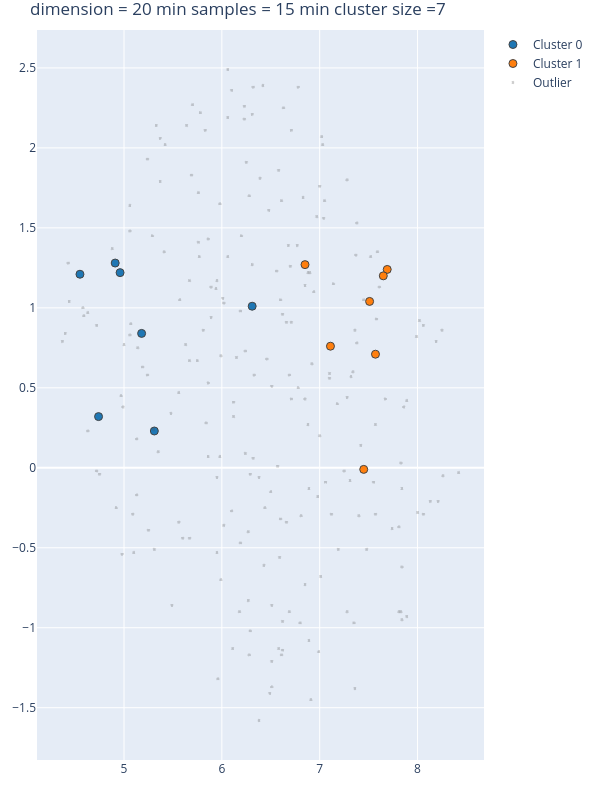 dimension = 20 min samples = 15 min cluster size =7
Cluster 0
Cluster 1
Outlier
2.5
2
1.5
1
0.5
0
−0.5
−1
−1.5
5 6 7 8